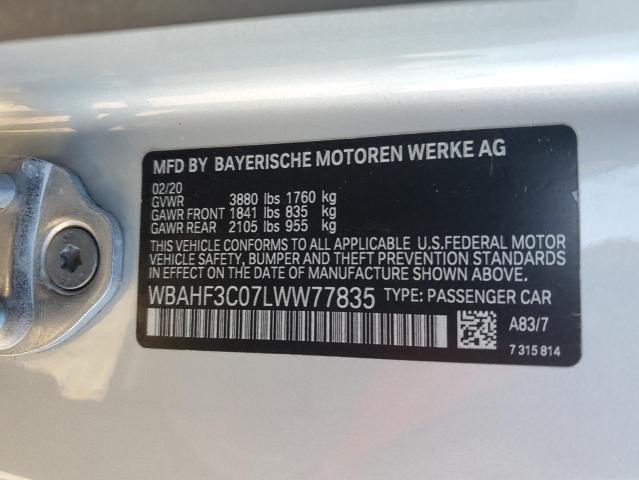 MFD BY BAYERISCHE MOTOREN WERKE AG
02/20
GVWR 3880 lbs 1760 kg
GAWR FRONT 1841 lbs 835 kg
GAWR REAR 2105 lbs 955 kg
THIS VEHICLE CONFORMS TO ALL APPLICABLE U.S.FEDERAL MOTOR
VEHICLE SAFETY, BUMPER AND THEFT PREVENTION STANDARDS
IN EFFECT ON THE DATE OF MANUFACTURE SHOWN ABOVE.
WBAHF3C07LWW77835 TYPE: PASSENGER CAR
A83/7
7 315 814